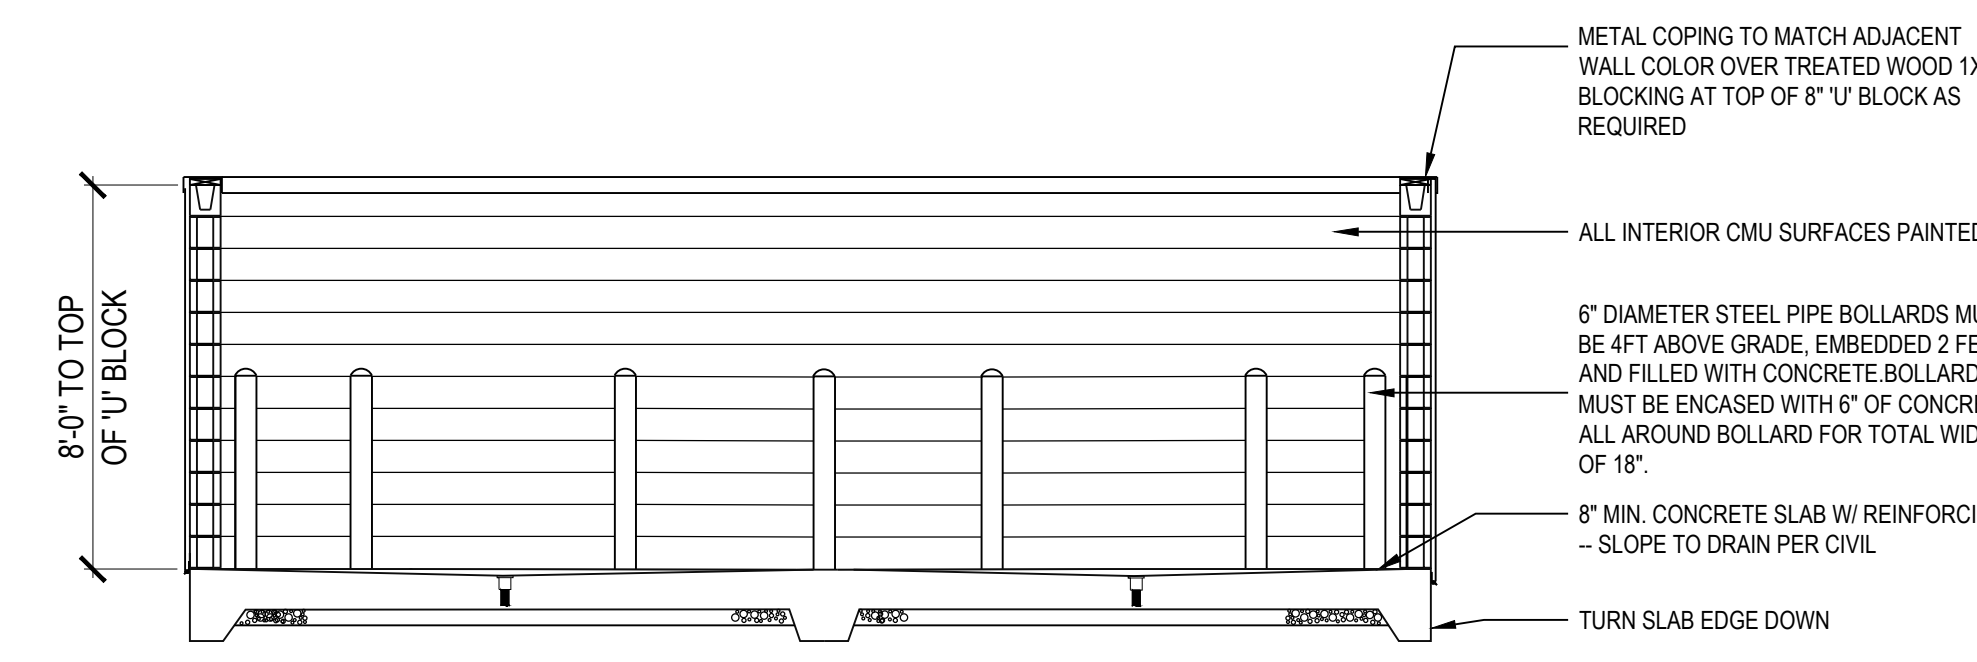 METAL COPING TO MATCH ADJACENT
WALL COLOR OVER TREATED WOOD 1X
BLOCKING AT TOP OF 8" 'U' BLOCK AS
REQUIRED
ALL INTERIOR CMU SURFACES PAINTED
8'-0" TO TOP
OF 'U' BLOCK
6" DIAMETER STEEL PIPE BOLLARDS MU
BE 4FT ABOVE GRADE, EMBEDDED 2 FE
AND FILLED WITH CONCRETE.BOLLARD
MUST BE ENCASED WITH 6" OF CONCRE
ALL AROUND BOLLARD FOR TOTAL WID
OF 18".
8" MIN. CONCRETE SLAB W/ REINFORCI
-- SLOPE TO DRAIN PER CIVIL
TURN SLAB EDGE DOWN